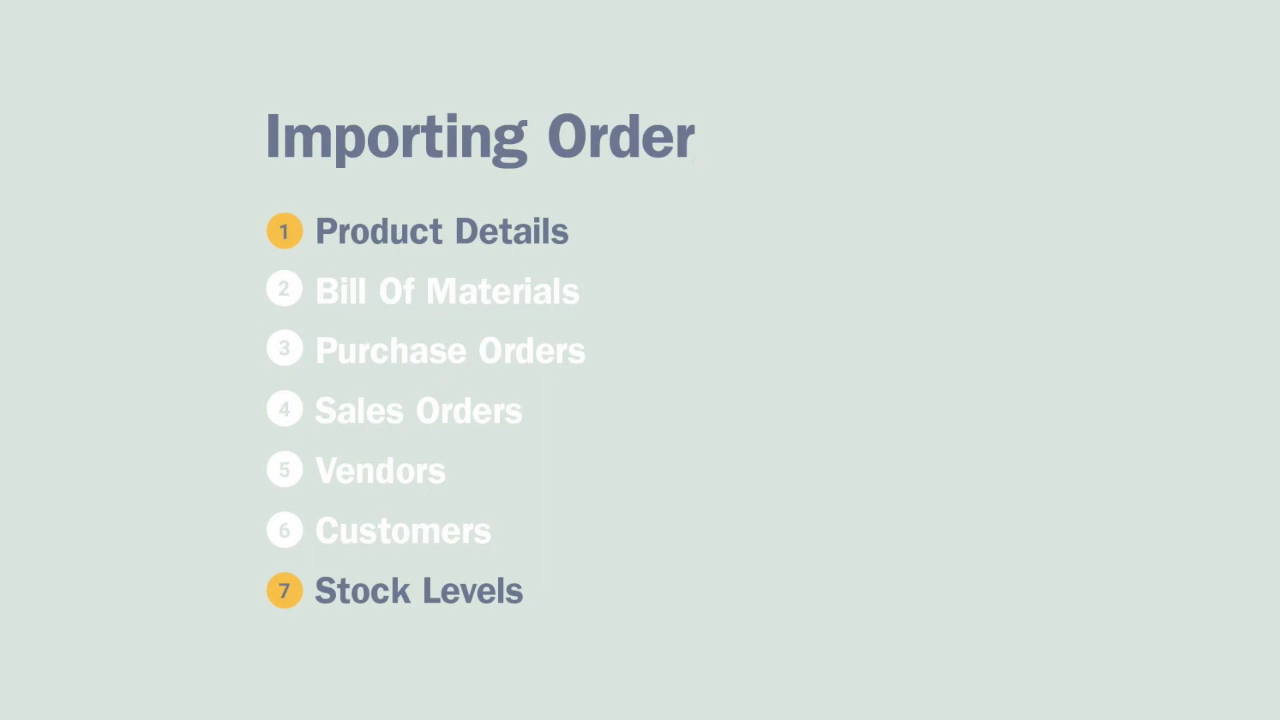 Importing Order
1 Product Details
2 Bill Of Materials
3 Purchase Orders
4 Sales Orders
5 Vendors
6 Customers
7 Stock Levels